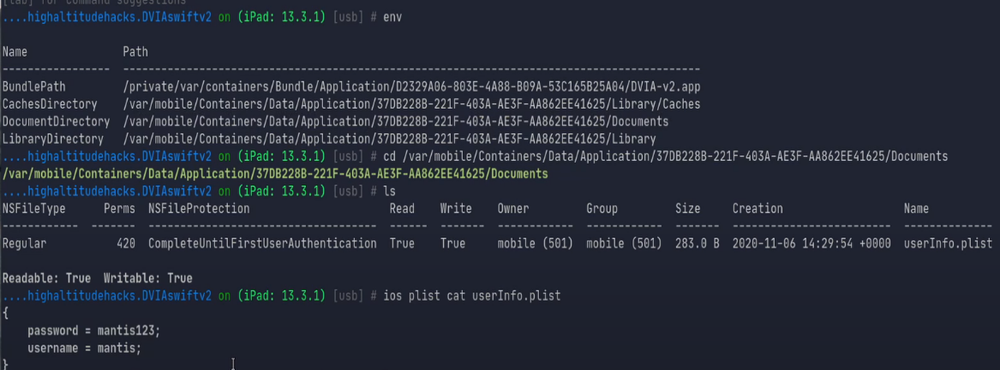 [tab] for command suggestions
....highaltitudehacks.DVIAswiftv2 on (iPad: 13.3.1) [usb] # env
Name Path
---------------- --------------------------------------------------------------------------------------------
BundlePath /private/var/containers/Bundle/Application/D2329A06-803E-4A88-B09A-53C165B25A04/DVIA-v2.app
CachesDirectory /var/mobile/Containers/Data/Application/37DB228B-221F-403A-AE3F-AA862EE41625/Library/Caches
DocumentDirectory /var/mobile/Containers/Data/Application/37DB228B-221F-403A-AE3F-AA862EE41625/Documents
LibraryDirectory /var/mobile/Containers/Data/Application/37DB228B-221F-403A-AE3F-AA862EE41625/Library
....highaltitudehacks.DVIAswiftv2 on (iPad: 13.3.1) [usb] # cd /var/mobile/Containers/Data/Application/37DB228B-221F-403A-AE3F-AA862EE41625/Documents
/var/mobile/Containers/Data/Application/37DB228B-221F-403A-AE3F-AA862EE41625/Documents
....highaltitudehacks.DVIAswiftv2 on (iPad: 13.3.1) [usb] # ls
NSFileType Perms NSFileProtection Read Write Owner Group Size Creation Name
------------ ------- ------------------------------------ ------ ------- ------------ ------------ ------- ------------------------- --------------
Regular 420 CompleteUntilFirstUserAuthentication True True mobile (501) mobile (501) 283.0 B 2020-11-06 14:29:54 +0000 userInfo.plist
Readable: True Writable: True
....highaltitudehacks.DVIAswiftv2 on (iPad: 13.3.1) [usb] # ios plist cat userInfo.plist
{
password = mantis123;
username = mantis;
}